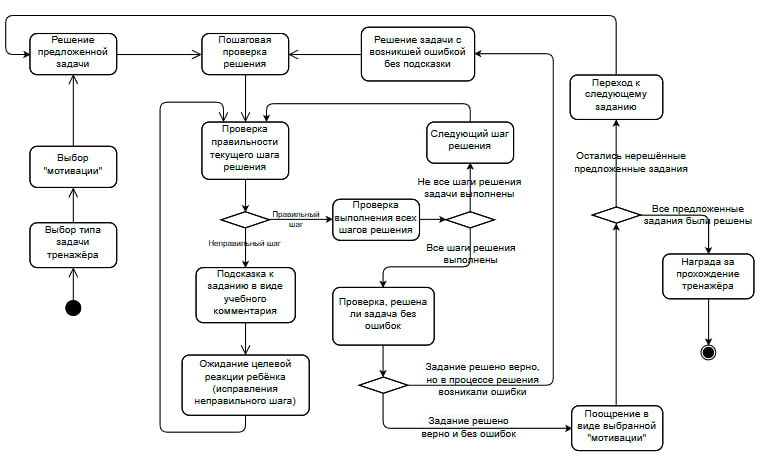 Решение
предложенной
задачи
Пошаговая
проверка
решения
Решение задачи с
возникшей ошибкой
без подсказки
Переход к
следующему
заданию
Проверка
правильности
текущего шага
решения
Следующий шаг
решения
Выбор
"мотивации"
Остались нерешённые
предложенные задания
Не все шаги решения
задачи выполнены
Правильный
шаг
Проверка
выполнения всех
шагов решения
Все предложенные
задания были решены
Выбор типа
задачи
тренажёра
Неправильный шаг
Все шаги решения
выполнены
Подсказка к
заданию в виде
учебного
комментария
Проверка, решена
ли задача без
ошибок
Награда за
прохождение
тренажёра
Ожидание целевой
реакции ребёнка
(исправления
неправильного шага)
Задание решено верно,
но в процессе решения
возникали ошибки
Задание решено
верно и без ошибок
Поощрение в
виде выбранной
"мотивации"